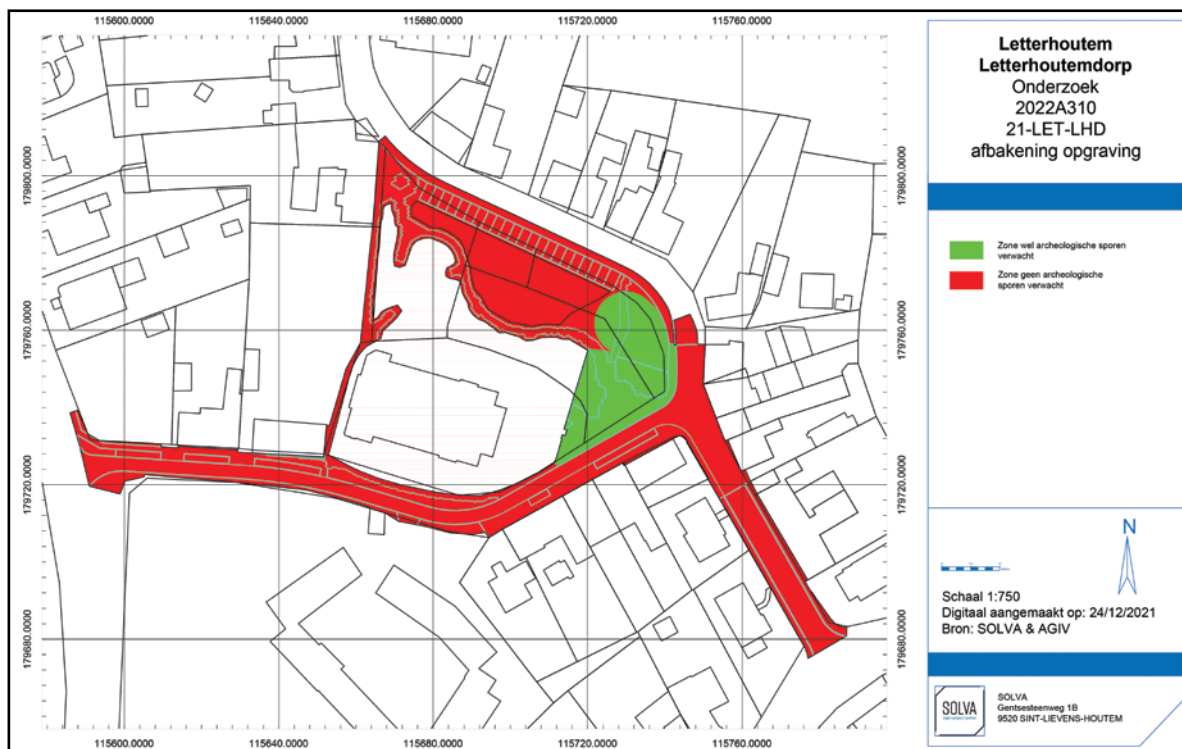 115600.0000
115640.0000
115680.0000
115720.0000
115760.0000
179800.0000
179760.0000
179720.0000
179680.0000
179800.0000
179760.0000
179720.0000
179680.0000
115600.0000
115640.0000
115680.0000
115720.0000
115760.0000
Letterhoutem
Letterhoutemdorp
Onderzoek
2022A310
21-LET-LHD
afbakening opgraving
Zone wel archeologische sporen
verwacht
Zone geen archeologische
sporen verwacht
N
Schaal 1:750
Digitaal aangemaakt op: 24/12/2021
Bron: SOLVA & AGIV
SOLVA
SOLVA
Gentsesteenweg 1B
9520 SINT-LIEVENS-HOUTEM